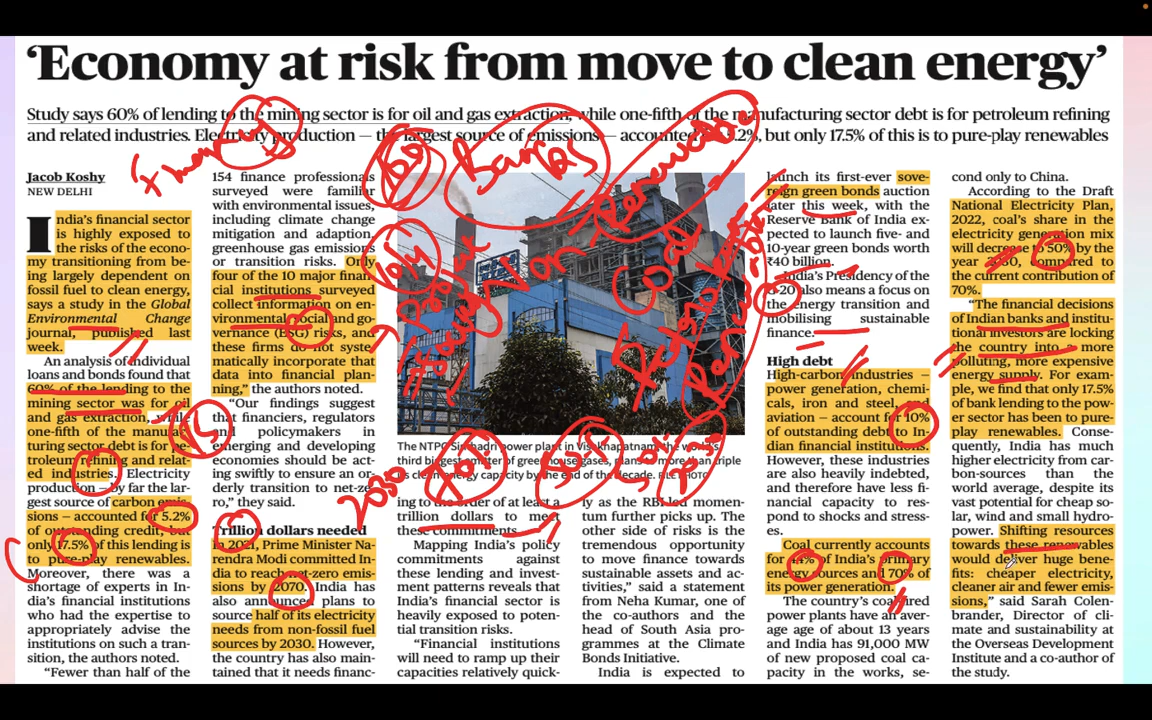 ‘Economy at risk from move to clean energy’
Study says 60% of lending to the mining sector is for oil and gas extraction, while one-fifth of the manufacturing sector debt is for petroleum refining
and related industries. Electricity production — the largest source of emissions — accounted 5.2%, but only 17.5% of this is to pure-play renewables
Jacob Koshy
NEW DELHI
India’s financial sector
is highly exposed to
the risks of the econo-
my transitioning from be-
ing largely dependent on
fossil fuel to clean energy,
says a study in the Global
Environmental Change
journal, published last
week.
An analysis of individual
loans and bonds found that
60% of the lending to the
mining sector was for oil
and gas extraction, while
one-fifth of the manufac-
turing sector debt is for pe-
troleum refining and relat-
ed industries. Electricity
production — by far the lar-
gest source of carbon emis-
sions — accounted for 5.2%
of outstanding credit, but
only 17.5% of this lending is
to pure-play renewables.
Moreover, there was a
shortage of experts in In-
dia’s financial institutions
who had the expertise to
appropriately advise the
institutions on such a tran-
sition, the authors noted.
“Fewer than half of the
154 finance professionals
surveyed were familiar
with environmental issues,
including climate change
mitigation and adaption,
greenhouse gas emissions
or transition risks. Only
four of the 10 major finan-
cial institutions surveyed
collect information on en-
vironmental, social and go-
vernance (ESG) risks, and
these firms do not syste-
matically incorporate that
data into financial plan-
ning,” the authors noted.
“Our findings suggest
that financiers, regulators
and policymakers in
emerging and developing
economies should be act-
ing swiftly to ensure an or-
derly transition to net-ze-
ro,” they said.
Trillion dollars needed
In 2021, Prime Minister Na-
rendra Modi committed In-
dia to reach net-zero emis-
sions by 2070. India has
also announced plans to
source half of its electricity
needs from non-fossil fuel
sources by 2030. However,
the country has also main-
tained that it needs financ-
The NTPC Simhadri power plant in Visakhapatnam, the world’s
third biggest emitter of greenhouse gases, plans to more than triple
its clean energy capacity by the end of the decade. FILE PHOTO
2030
ing to the order of at least a
trillion dollars to meet
these commitments.
Mapping India’s policy
commitments against
these lending and invest-
ment patterns reveals that
India’s financial sector is
heavily exposed to poten-
tial transition risks.
“Financial institutions
will need to ramp up their
capacities relatively quick-
ly as the RBI-led momen-
tum further picks up. The
other side of risks is the
tremendous opportunity
to move finance towards
sustainable assets and ac-
tivities,” said a statement
from Neha Kumar, one of
the co-authors and the
head of South Asia pro-
grammes at the Climate
Bonds Initiative.
India is expected to
launch its first-ever sove-
reign green bonds auction
later this week, with the
Reserve Bank of India ex-
pected to launch five- and
10-year green bonds worth
₹40 billion.
India’s Presidency of the
G-20 also means a focus on
the energy transition and
mobilising sustainable
finance.
High debt
High-carbon industries —
power generation, chemi-
cals, iron and steel, and
aviation — account for 10%
of outstanding debt to In-
dian financial institutions.
However, these industries
are also heavily indebted,
and therefore have less fi-
nancial capacity to res-
pond to shocks and stress-
es.
Coal currently accounts
for 44% of India’s primary
energy sources and 70% of
its power generation.
The country’s coal-fired
power plants have an aver-
age age of about 13 years
and India has 91,000 MW
of new proposed coal ca-
pacity in the works, se-
cond only to China.
According to the Draft
National Electricity Plan,
2022, coal’s share in the
electricity generation mix
will decrease to 50% by the
year 2030, compared to
the current contribution of
70%.
“The financial decisions
of Indian banks and institu-
tional investors are locking
the country into more
polluting, more expensive
energy supply. For exam-
ple, we find that only 17.5%
of bank lending to the pow-
er sector has been to pure-
play renewables. Conse-
quently, India has much
higher electricity from car-
bon-sources than the
world average, despite its
vast potential for cheap so-
lar, wind and small hydro-
power. Shifting resources
towards these renewables
would deliver huge bene-
fits: cheaper electricity,
cleaner air and fewer emis-
sions,” said Sarah Colen-
brander, Director of cli-
mate and sustainability at
the Overseas Development
Institute and a co-author of
the study.